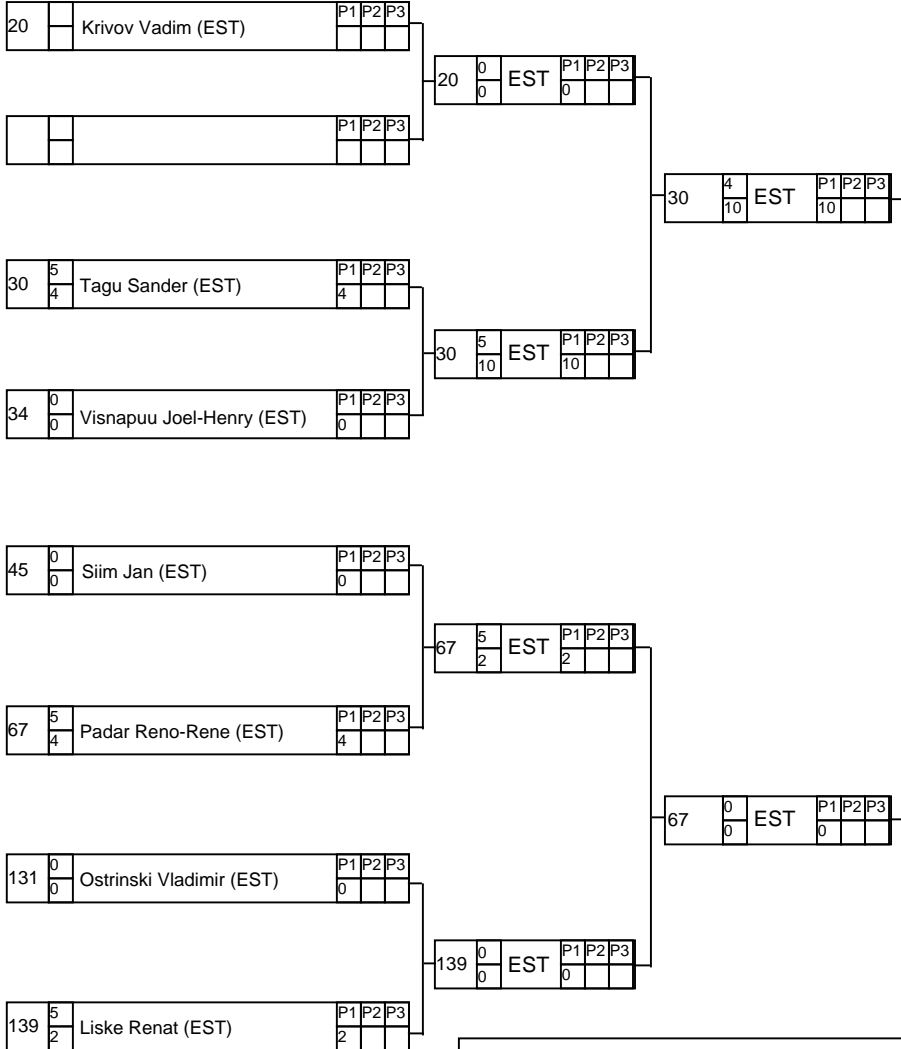 20 Krivov Vadim (EST) P1 P2 P3
20 0 0 EST P1 P2 P3 0
P1 P2 P3
30 4 10 EST P1 P2 P3 10
30 5 4 Tagu Sander (EST) P1 P2 P3 4
30 5 10 EST P1 P2 P3 10
34 0 0 Visnapuu Joel-Henry (EST) P1 P2 P3 0
45 0 0 Siim Jan (EST) P1 P2 P3 0
67 5 2 EST P1 P2 P3 2
67 5 4 Padar Reno-Rene (EST) P1 P2 P3 4
67 0 0 EST P1 P2 P3 0
131 0 0 Ostrinski Vladimir (EST) P1 P2 P3 0
139 0 0 EST P1 P2 P3 0
139 5 2 Liske Renat (EST) P1 P2 P3 2